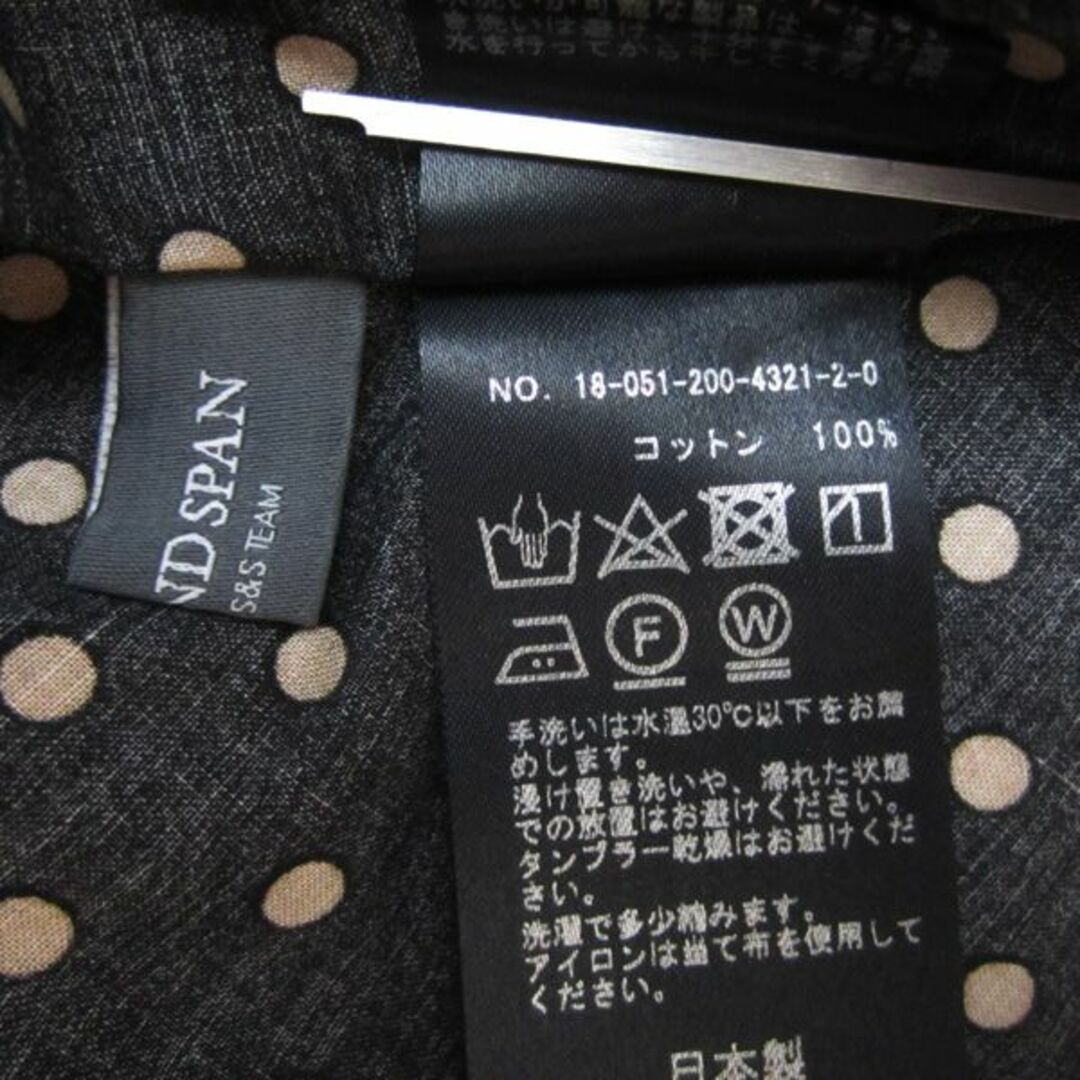 NO. 18-051-200-4321-2-0
コットン 100%
F W
手洗いは水温30℃以下をお薦
めします。
浸け置き洗いや、濡れた状態
での放置はお避けください。
タンブラー乾燥はお避けくだ
さい。
洗濯で多少縮みます。
アイロンは当て布を使用して
ください。
日本製
ND SPAN
S&S TEAM